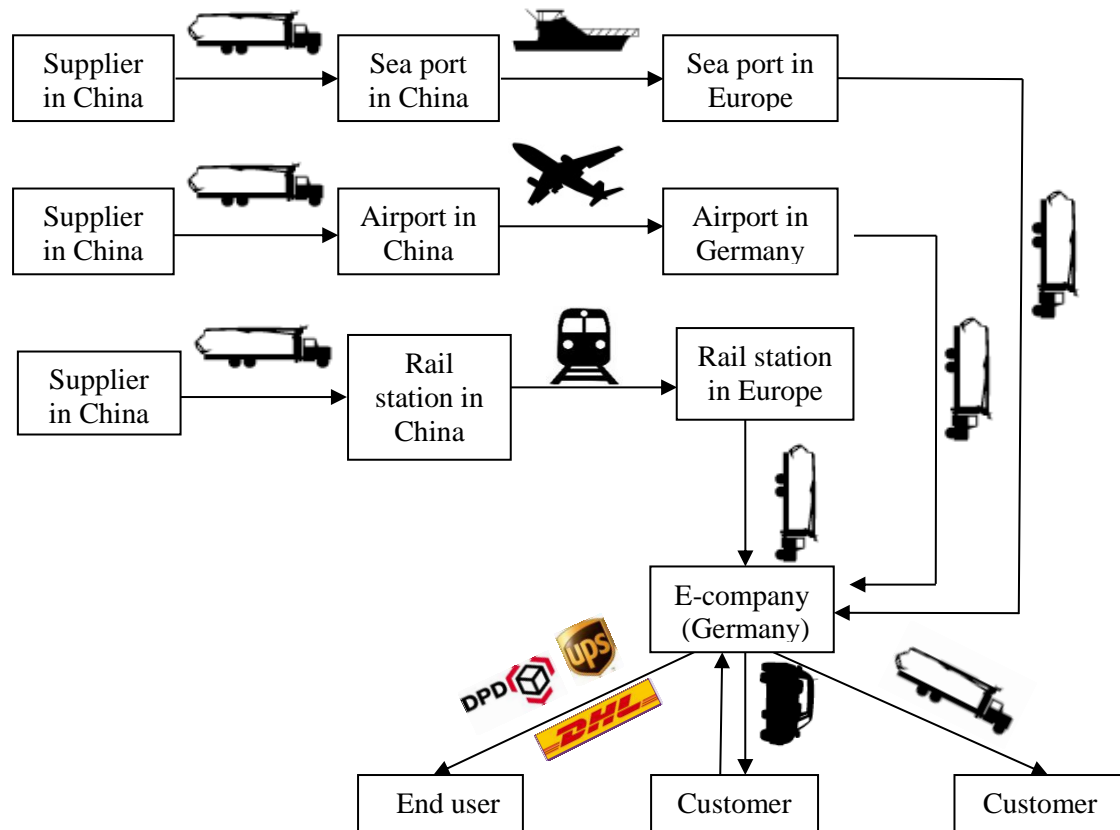 Supplier
in China
Sea port
in China
Sea port in
Europe
Supplier
in China
Airport in
China
Airport in
Germany
Supplier
in China
Rail
station in
China
Rail station
in Europe
E-company
(Germany)
ups
DPD
DHL
End user
Customer
Customer